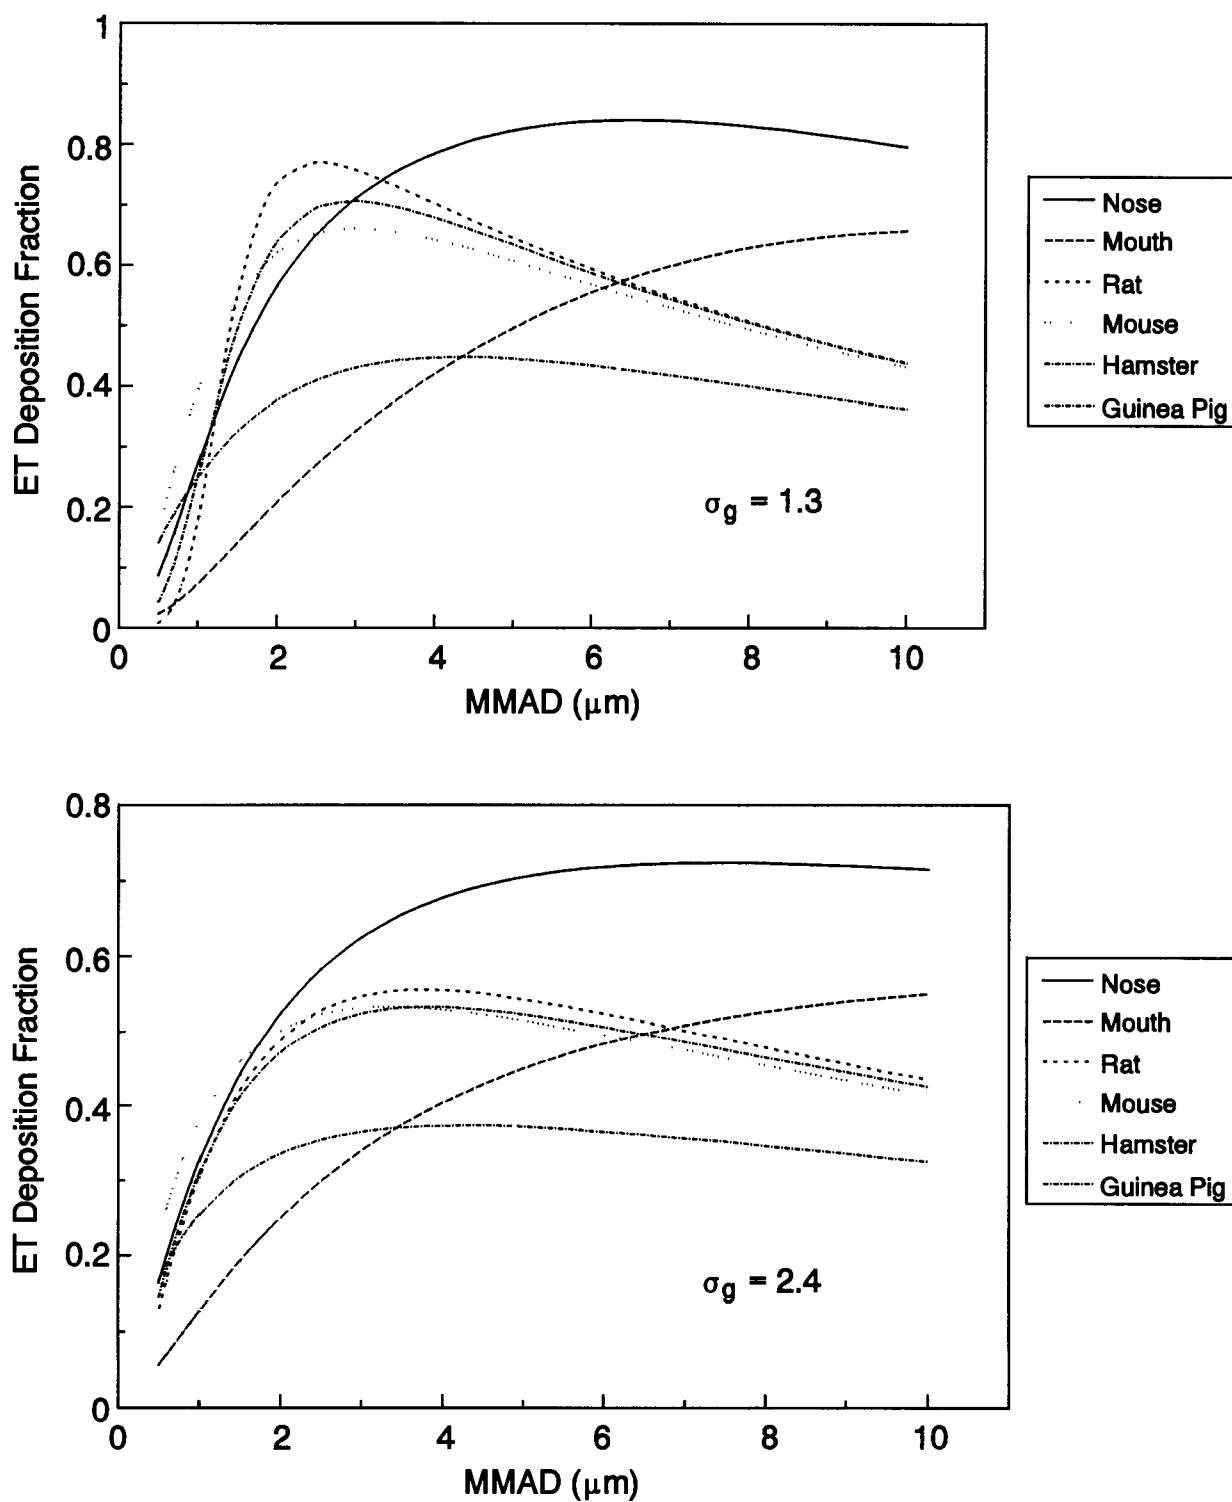 1
0.8
0.6
0.4
0.2
0
ET Deposition Fraction
0 2 4 6 8 10
MMAD (μm)
σg = 1.3
Nose
Mouth
Rat
Mouse
Hamster
Guinea Pig
0.8
0.6
0.4
0.2
0
ET Deposition Fraction
0 2 4 6 8 10
MMAD (μm)
σg = 2.4
Nose
Mouth
Rat
Mouse
Hamster
Guinea Pig